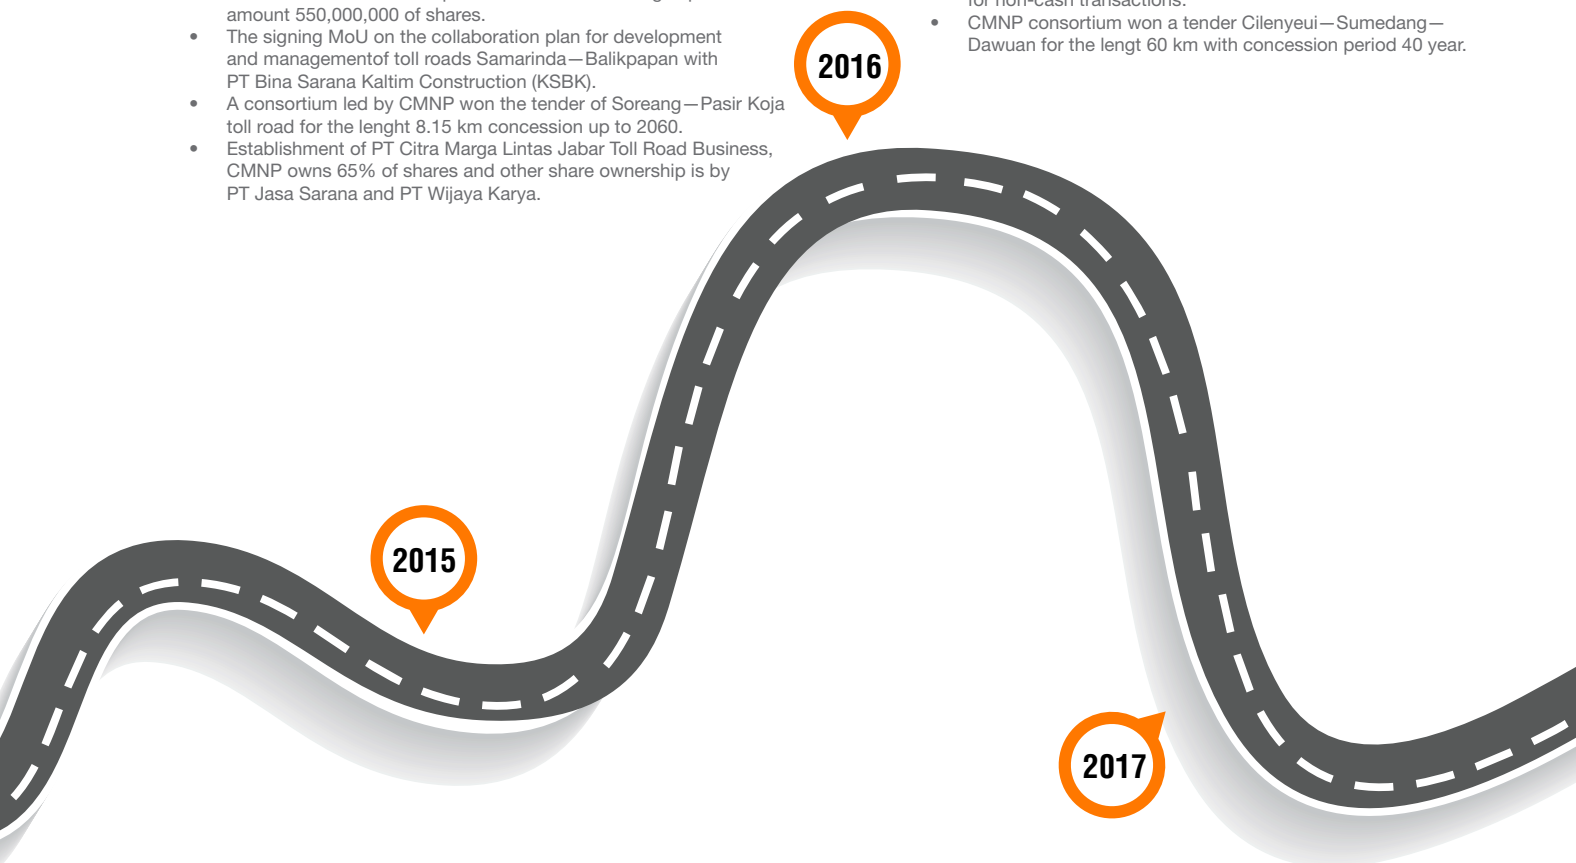 amount 550,000,000 of shares.
• The signing MoU on the collaboration plan for development
and managementof toll roads Samarinda—Balikpapan with
PT Bina Sarana Kaltim Construction (KSBK).
• A consortium led by CMNP won the tender of Soreang—Pasir Koja
toll road for the lenght 8.15 km concession up to 2060.
• Establishment of PT Citra Marga Lintas Jabar Toll Road Business,
CMNP owns 65% of shares and other share ownership is by
PT Jasa Sarana and PT Wijaya Karya.
for non-cash transactions.
• CMNP consortium won a tender Cilenyeui—Sumedang—
Dawuan for the lengt 60 km with concession period 40 year.
2016
2015
2017